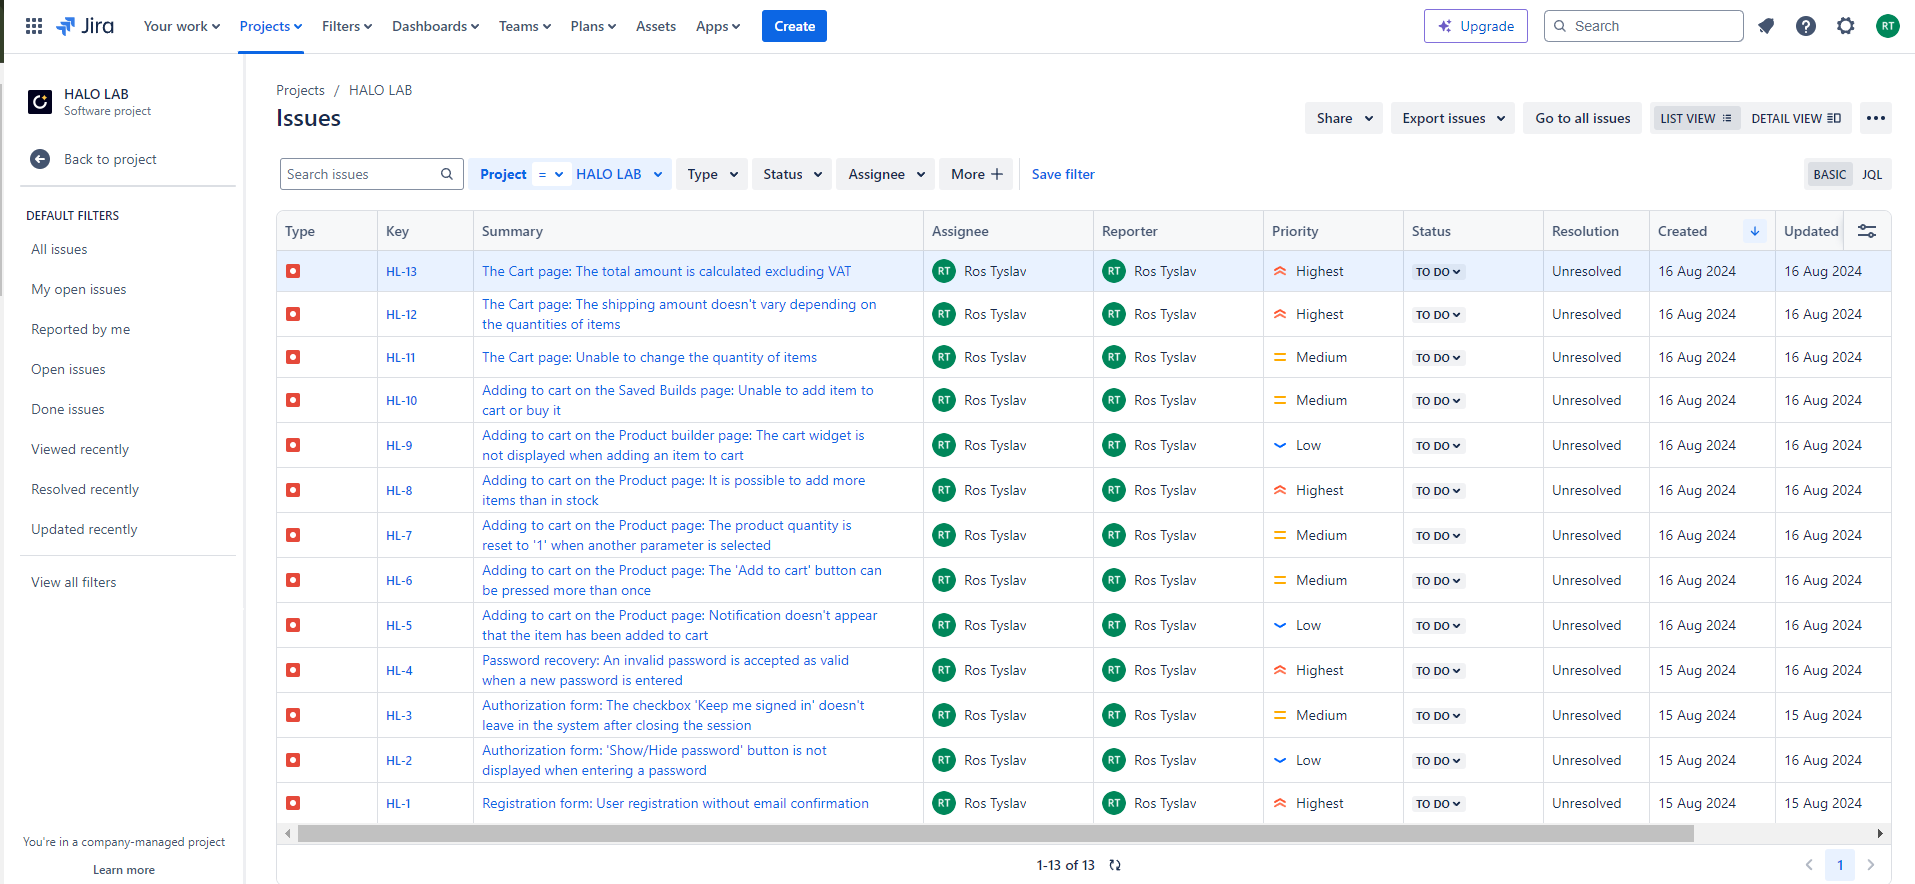 Jira
Your work
Projects
Filters
Dashboards
Teams
Plans
Assets
Apps
Create
Upgrade
Search
RT
HALO LAB
Software project
Back to project
DEFAULT FILTERS
All issues
My open issues
Reported by me
Open issues
Done issues
Viewed recently
Resolved recently
Updated recently
View all filters
You're in a company-managed project
Learn more
Projects / HALO LAB
Issues
Share
Export issues
Go to all issues
LIST VIEW
DETAIL VIEW
Search issues
Project = HALO LAB
Type
Status
Assignee
More +
Save filter
BASIC
JQL
Type Key Summary Assignee Reporter Priority Status Resolution Created Updated
HL-13 The Cart page: The total amount is calculated excluding VAT RT Ros Tyslav RT Ros Tyslav Highest TO DO Unresolved 16 Aug 2024 16 Aug 2024
HL-12 The Cart page: The shipping amount doesn't vary depending on
the quantities of items RT Ros Tyslav RT Ros Tyslav Highest TO DO Unresolved 16 Aug 2024 16 Aug 2024
HL-11 The Cart page: Unable to change the quantity of items RT Ros Tyslav RT Ros Tyslav Medium TO DO Unresolved 16 Aug 2024 16 Aug 2024
HL-10 Adding to cart on the Saved Builds page: Unable to add item to
cart or buy it RT Ros Tyslav RT Ros Tyslav Medium TO DO Unresolved 16 Aug 2024 16 Aug 2024
HL-9 Adding to cart on the Product builder page: The cart widget is
not displayed when adding an item to cart RT Ros Tyslav RT Ros Tyslav Low TO DO Unresolved 16 Aug 2024 16 Aug 2024
HL-8 Adding to cart on the Product page: It is possible to add more
items than in stock RT Ros Tyslav RT Ros Tyslav Highest TO DO Unresolved 16 Aug 2024 16 Aug 2024
HL-7 Adding to cart on the Product page: The product quantity is
reset to '1' when another parameter is selected RT Ros Tyslav RT Ros Tyslav Medium TO DO Unresolved 16 Aug 2024 16 Aug 2024
HL-6 Adding to cart on the Product page: The 'Add to cart' button can
be pressed more than once RT Ros Tyslav RT Ros Tyslav Medium TO DO Unresolved 16 Aug 2024 16 Aug 2024
HL-5 Adding to cart on the Product page: Notification doesn't appear
that the item has been added to cart RT Ros Tyslav RT Ros Tyslav Low TO DO Unresolved 16 Aug 2024 16 Aug 2024
HL-4 Password recovery: An invalid password is accepted as valid
when a new password is entered RT Ros Tyslav RT Ros Tyslav Highest TO DO Unresolved 15 Aug 2024 16 Aug 2024
HL-3 Authorization form: The checkbox 'Keep me signed in' doesn't
leave in the system after closing the session RT Ros Tyslav RT Ros Tyslav Medium TO DO Unresolved 15 Aug 2024 15 Aug 2024
HL-2 Authorization form: 'Show/Hide password' button is not
displayed when entering a password RT Ros Tyslav RT Ros Tyslav Low TO DO Unresolved 15 Aug 2024 16 Aug 2024
HL-1 Registration form: User registration without email confirmation RT Ros Tyslav RT Ros Tyslav Highest TO DO Unresolved 15 Aug 2024 15 Aug 2024
1-13 of 13
1